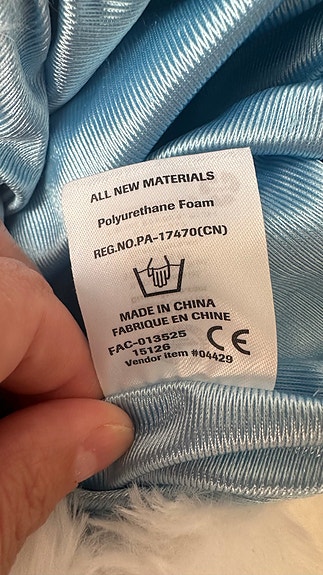 ALL NEW MATERIALS
Polyurethane Foam
REG.NO.PA-17470(CN)
MADE IN CHINA
FABRIQUE EN CHINE
FAC-013525
15126
CE
Vendor item #04429